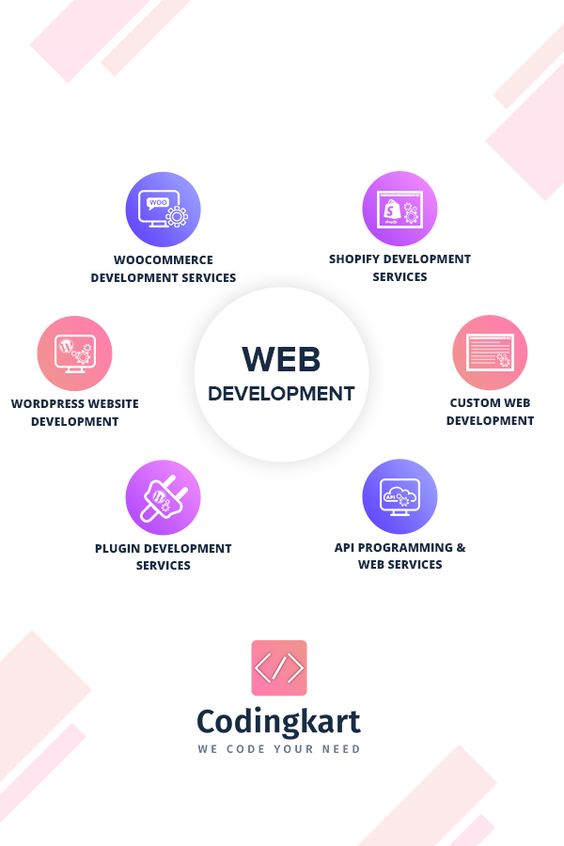 WOO
WOOCOMMERCE
DEVELOPMENT SERVICES
S
shopify
SHOPIFY DEVELOPMENT
SERVICES
WEB
DEVELOPMENT
WORDPRESS WEBSITE
DEVELOPMENT
CUSTOM WEB
DEVELOPMENT
PLUGIN DEVELOPMENT
SERVICES
API
API PROGRAMMING &
WEB SERVICES
</>
Codingkart
WE CODE YOUR NEED